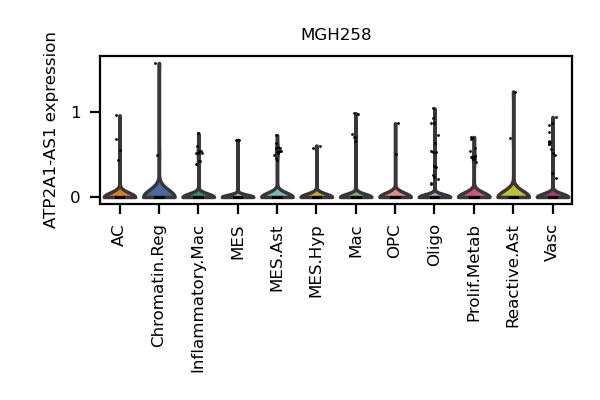 MGH258
ATP2A1-AS1 expression
1
0
AC
Chromatin.Reg
Inflammatory.Mac
MES
MES.Ast
MES.Hyp
Mac
OPC
Oligo
Prolif.Metab
Reactive.Ast
Vasc